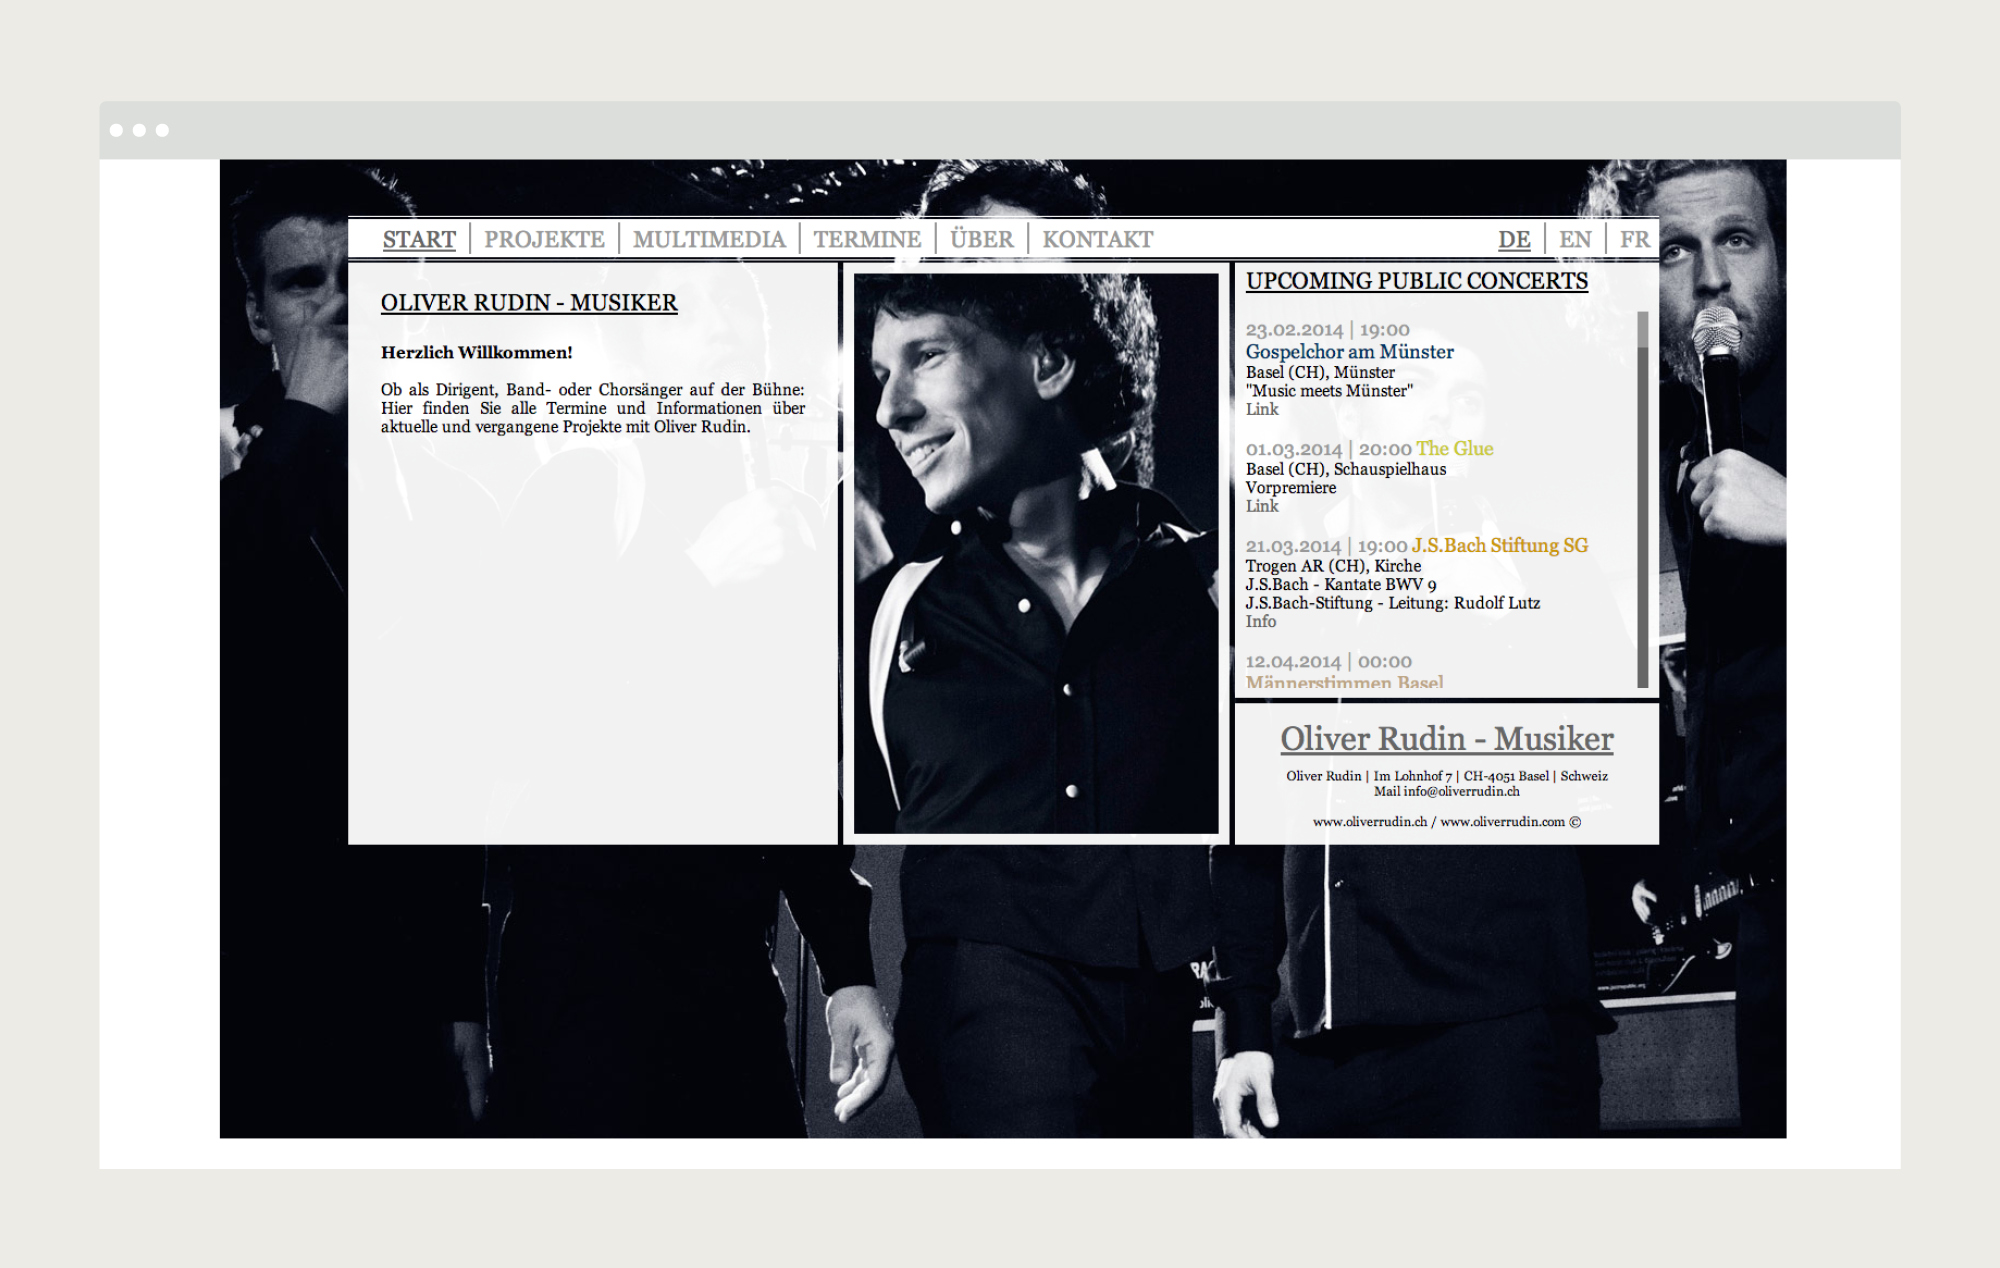 START | PROJEKTE | MULTIMEDIA | TERMINE | ÜBER | KONTAKT
DE | EN | FR
OLIVER RUDIN - MUSIKER
Herzlich Willkommen!
Ob als Dirigent, Band- oder Chorsänger auf der Bühne:
Hier finden Sie alle Termine und Informationen über
aktuelle und vergangene Projekte mit Oliver Rudin.
UPCOMING PUBLIC CONCERTS
23.02.2014 | 19:00
Gospelchor am Münster
Basel (CH), Münster
"Music meets Münster"
Link
01.03.2014 | 20:00 The Glue
Basel (CH), Schauspielhaus
Vorpremiere
Link
21.03.2014 | 19:00 J.S.Bach Stiftung SG
Trogen AR (CH), Kirche
J.S.Bach - Kantate BWV 9
J.S.Bach-Stiftung - Leitung: Rudolf Lutz
Info
12.04.2014 | 00:00
Männerstimmen Basel
Oliver Rudin - Musiker
Oliver Rudin | Im Lohnhof 7 | CH-4051 Basel | Schweiz
Mail info@oliverrudin.ch
www.oliverrudin.ch / www.oliverrudin.com ©